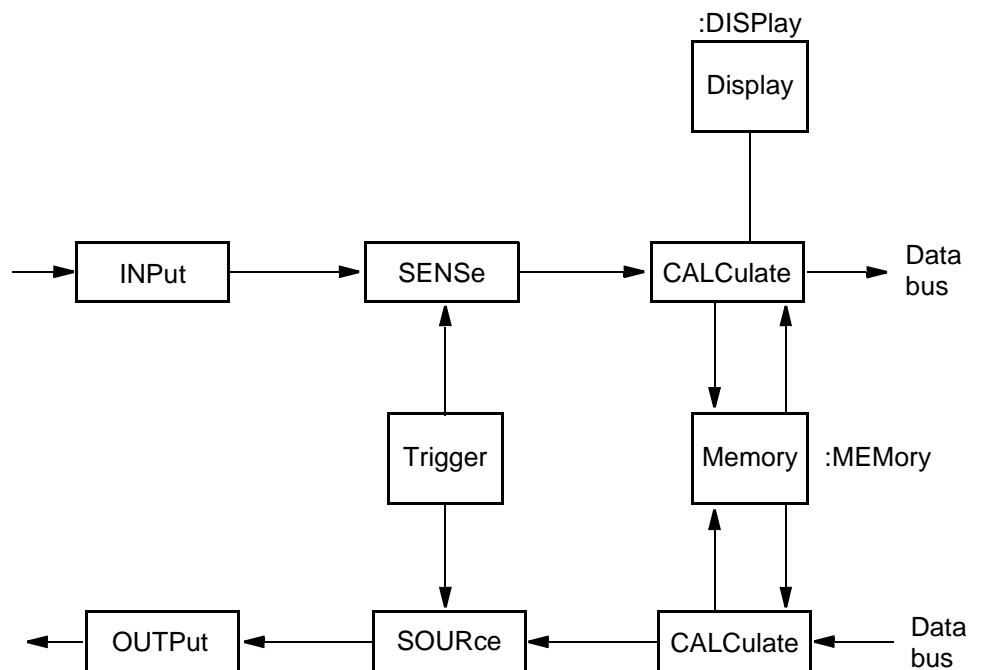 :DISPlay
Display
INPut
SENSe
CALCulate
Data
bus
Trigger
Memory
:MEMory
OUTPut
SOURce
CALCulate
Data
bus